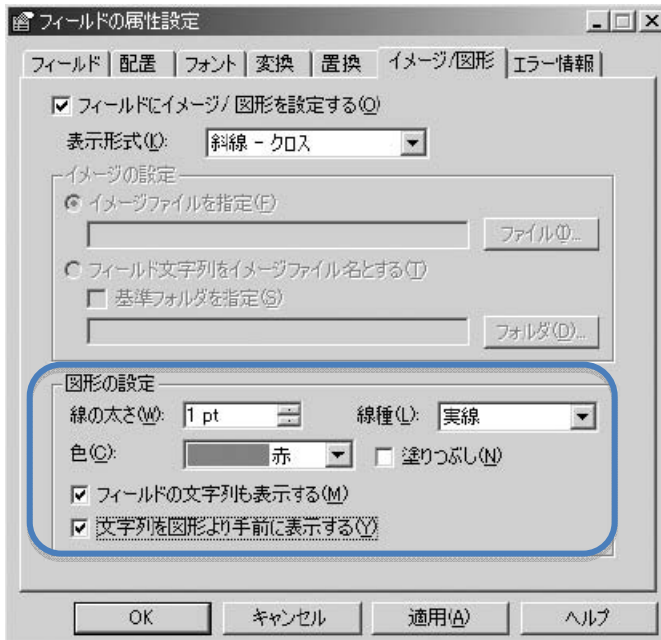 フィールドの属性設定
フィールド 配置 フォント 変換 置換 イメージ/図形 エラー情報
フィールドにイメージ/図形を設定する(O)
表示形式(K): 斜線 - クロス
イメージの設定
イメージファイルを指定(F)
ファイル(I)...
フィールド文字列をイメージファイル名とする(T)
基準フォルダを指定(S)
フォルダ(D)...
図形の設定
線の太さ(W): 1 pt 線種(L): 実線
色(C): 赤 塗りつぶし(N)
フィールドの文字列も表示する(M)
文字列を図形より手前に表示する(Y)
OK キャンセル 適用(A) ヘルプ